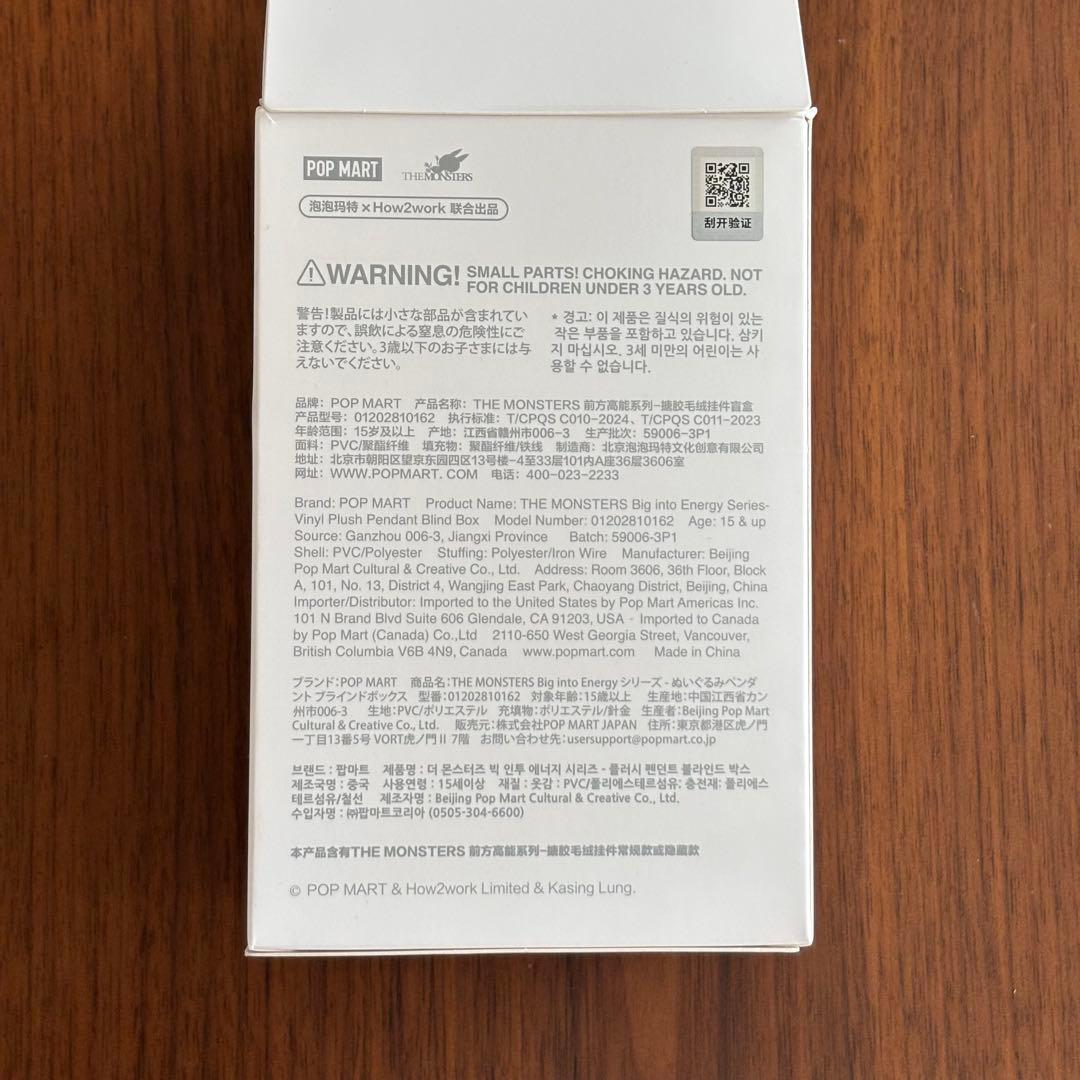 POP MART
THE MONSTERS
泡泡玛特 × How2work 联合出品
刮开验证
WARNING! SMALL PARTS! CHOKING HAZARD. NOT
FOR CHILDREN UNDER 3 YEARS OLD.
警告!製品には小さな部品が含まれてい
ますので、誤飲による窒息の危険性にご
注意ください。3歳以下のお子さまには与
えないでください。
* 경고: 이 제품은 질식의 위험이 있는
작은 부품을 포함하고 있습니다. 삼키
지 마십시오. 3세 미만의 어린이는 사
용할 수 없습니다.
品牌: POP MART 产品名称: THE MONSTERS 前方高能系列-搪胶毛绒挂件盲盒
产品型号: 01202810162 执行标准: T/CPQS C010-2024、T/CPQS C011-2023
年龄范围: 15岁及以上 产地: 江西省赣州市006-3 生产批次: 59006-3P1
面料: PVC/聚酯纤维 填充物: 聚酯纤维/铁线 制造商: 北京泡泡玛特文化创意有限公司
地址: 北京市朝阳区望京东园四区13号楼-4至33层101内A座36层3606室
网址: WWW.POPMART. COM 电话: 400-023-2233
Brand: POP MART Product Name: THE MONSTERS Big into Energy Series-
Vinyl Plush Pendant Blind Box Model Number: 01202810162 Age: 15 & up
Source: Ganzhou 006-3, Jiangxi Province Batch: 59006-3P1
Shell: PVC/Polyester Stuffing: Polyester/Iron Wire Manufacturer: Beijing
Pop Mart Cultural & Creative Co., Ltd. Address: Room 3606, 36th Floor, Block
A, 101, No. 13, District 4, Wangjing East Park, Chaoyang District, Beijing, China
Importer/Distributor: Imported to the United States by Pop Mart Americas Inc.
101 N Brand Blvd Suite 606 Glendale, CA 91203, USA · Imported to Canada
by Pop Mart (Canada) Co.,Ltd 2110-650 West Georgia Street, Vancouver,
British Columbia V6B 4N9, Canada www.popmart.com Made in China
ブランド:POP MART 商品名:THE MONSTERS Big into Energy シリーズ - ぬいぐるみペンダ
ント ブラインドボックス 型番:01202810162 対象年齢:15歳以上 生産地:中国江西省カン
州市006-3 生地:PVC/ポリエステル 充填物:ポリエステル/針金 生産者:Beijing Pop Mart
Cultural & Creative Co., Ltd. 販売元:株式会社POP MART JAPAN 住所:東京都港区虎ノ門
一丁目13番5号 VORT虎ノ門Ⅱ 7階 お問い合わせ先:usersupport@popmart.co.jp
브랜드 : 팝마트 제품명 : 더 몬스터즈 빅 인투 에너지 시리즈 - 플러시 펜던트 블라인드 박스
제조국명 : 중국 사용연령 : 15세이상 재질 : 옷감 : PVC/폴리에스테르섬유: 충전재: 폴리에스
테르섬유/철선 제조자명 : Beijing Pop Mart Cultural & Creative Co., Ltd.
수입자명 : ㈜팝마트코리아 (0505-304-6600)
本产品含有THE MONSTERS 前方高能系列-搪胶毛绒挂件常规款或隐藏款
© POP MART & How2work Limited & Kasing Lung.